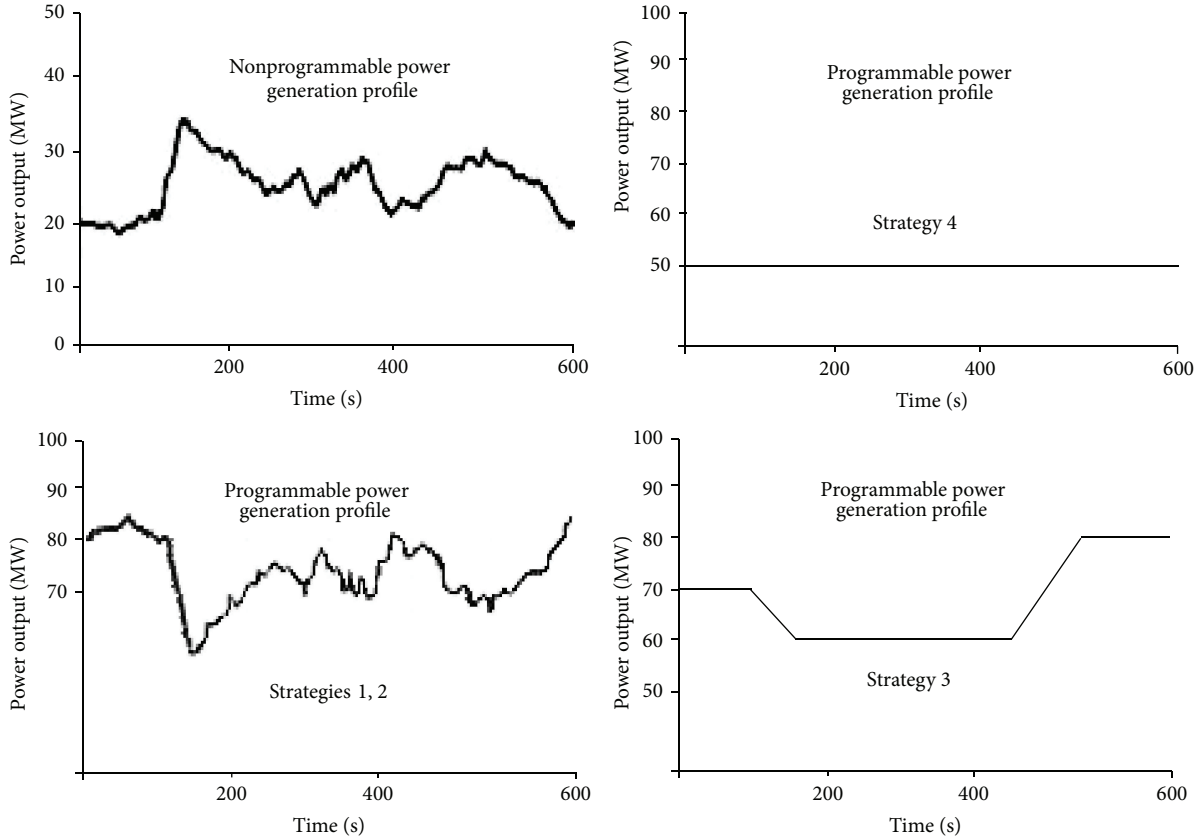 50
40
30
20
10
0
Power output (MW)
Nonprogrammable power
generation profile
200
400
600
Time (s)
100
90
80
70
60
50
Power output (MW)
Programmable power
generation profile
Strategy 4
200
400
600
Time (s)
100
90
80
70
Power output (MW)
Programmable power
generation profile
Strategies 1, 2
200
400
600
Time (s)
100
90
80
70
60
50
Power output (MW)
Programmable power
generation profile
Strategy 3
200
400
600
Time (s)